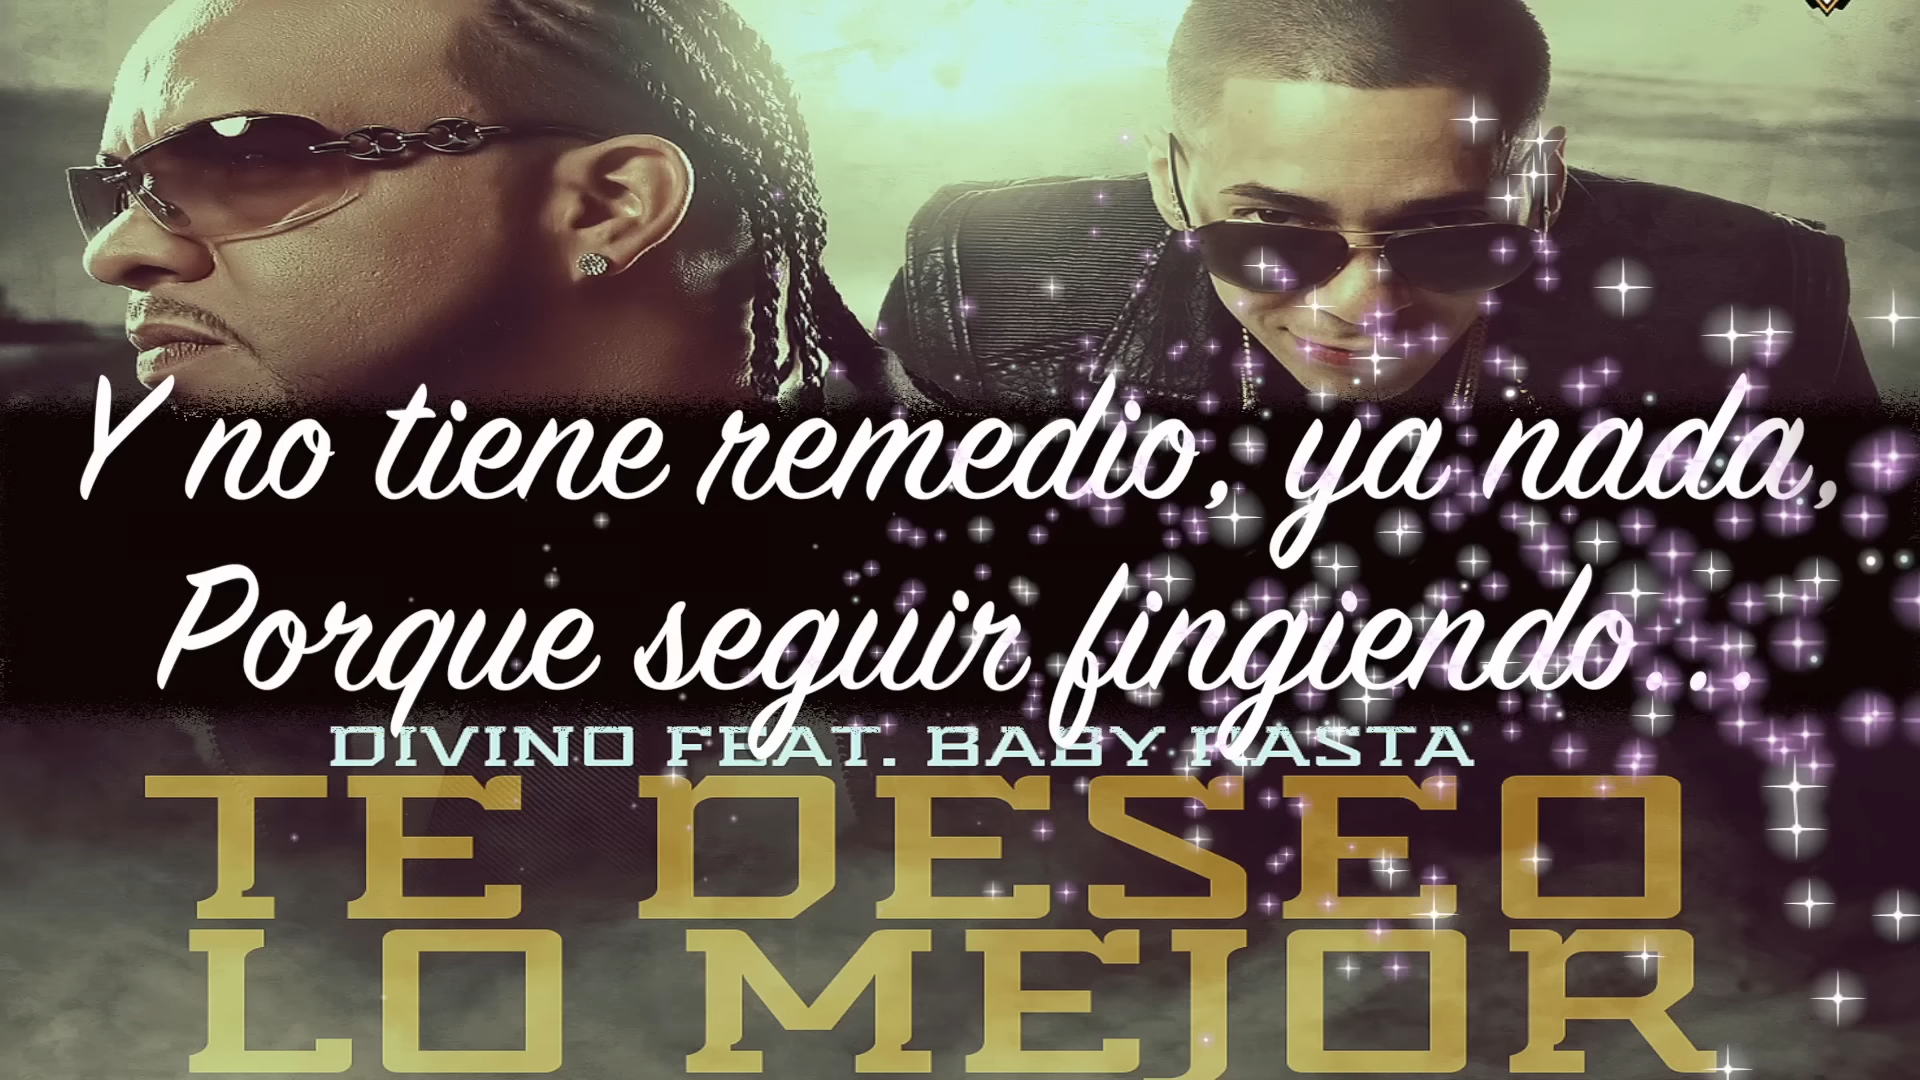 Y no tiene remedio, ya nada,
Porque seguir fingiendo...
DIVINO FEAT. BABY RASTA
TE DESEO
LO MEJOR